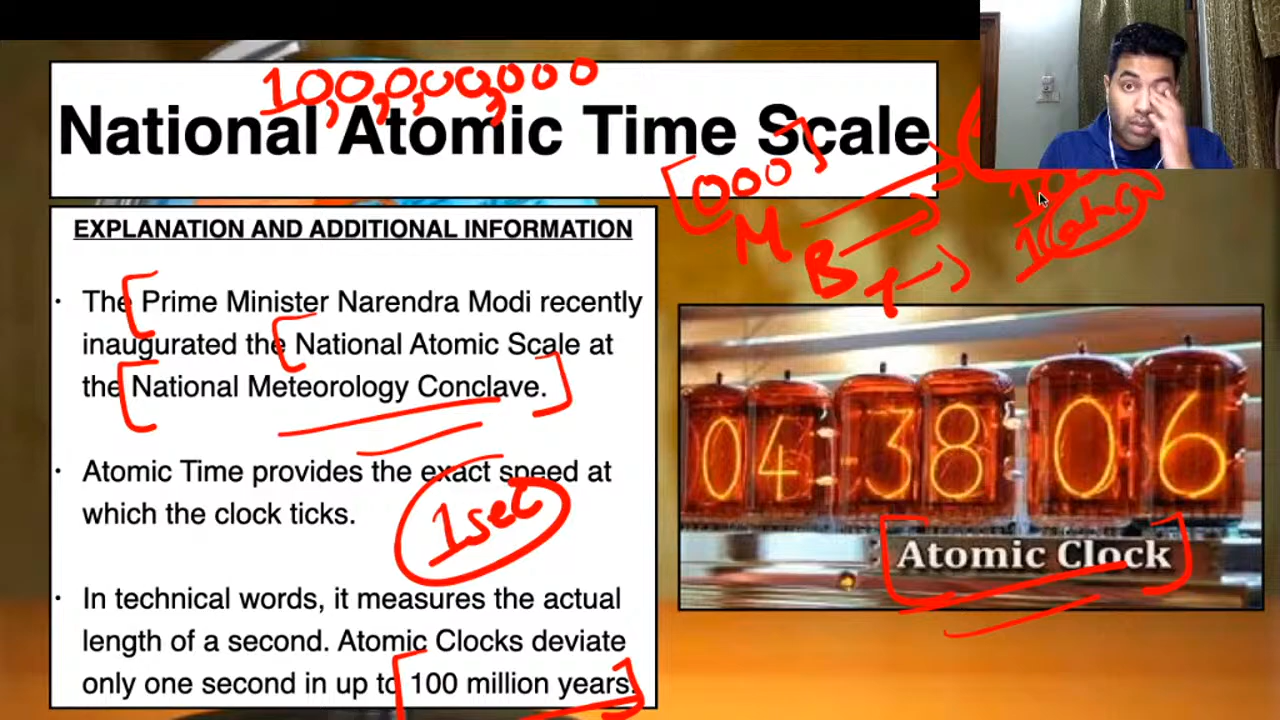 10,0,0,00,000
National Atomic Time Scale
[000]
M
B
T
EXPLANATION AND ADDITIONAL INFORMATION
• The Prime Minister Narendra Modi recently
inaugurated the National Atomic Scale at
the National Meteorology Conclave.
• Atomic Time provides the exact speed at
which the clock ticks.
1sec
• In technical words, it measures the actual
length of a second. Atomic Clocks deviate
only one second in up to 100 million years.
04 38 06
Atomic Clock